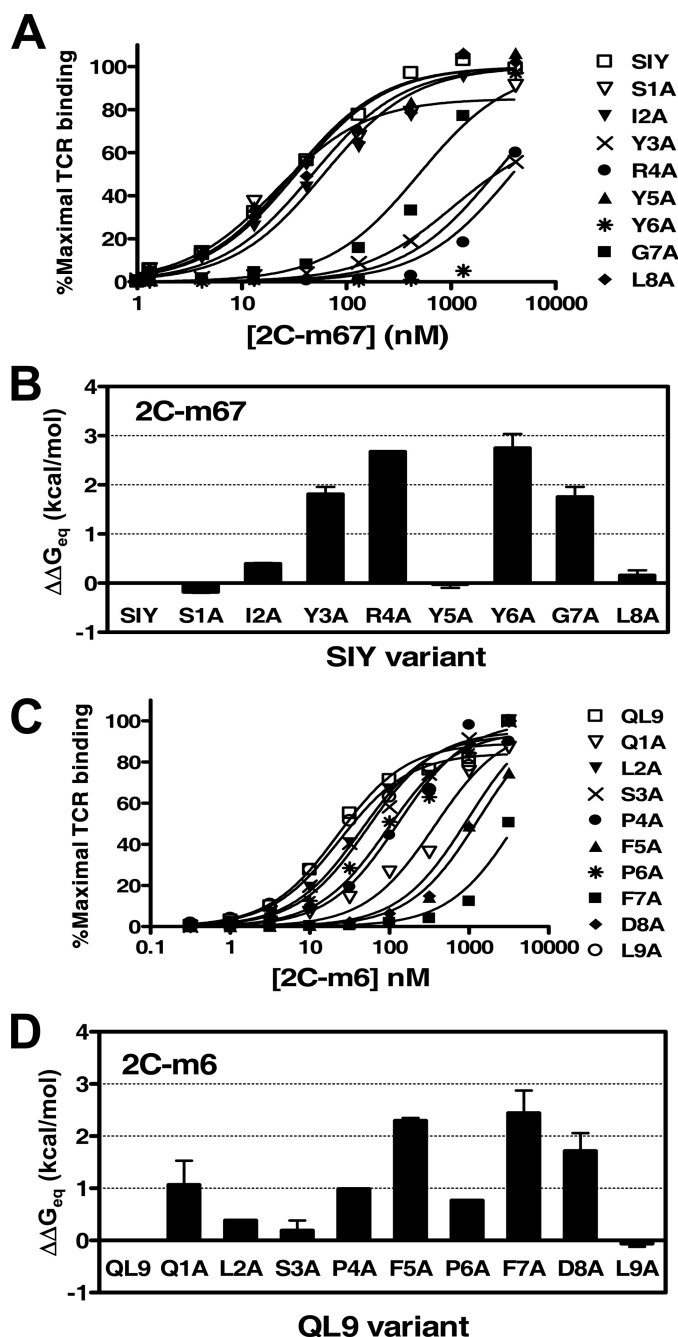 A
%Maximal TCR binding
100
80
60
40
20
0
1
10
100
1000
10000
[2C-m67] (nM)
SIY
S1A
I2A
Y3A
R4A
Y5A
Y6A
G7A
L8A
B
2C-m67
ΔΔGeq (kcal/mol)
4
3
2
1
0
-1
SIY S1A I2A Y3A R4A Y5A Y6A G7A L8A
SIY variant
C
%Maximal TCR binding
100
80
60
40
20
0
0.1
1
10
100
1000
10000
[2C-m6] nM
QL9
Q1A
L2A
S3A
P4A
F5A
P6A
F7A
D8A
L9A
D
2C-m6
ΔΔGeq (kcal/mol)
4
3
2
1
0
-1
QL9 Q1A L2A S3A P4A F5A P6A F7A D8A L9A
QL9 variant